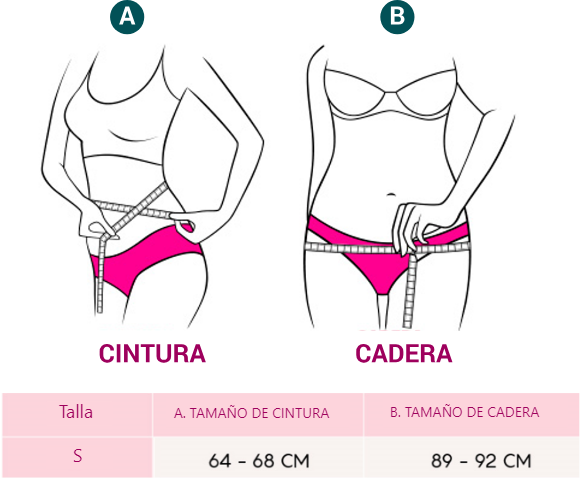 A B
CINTURA CADERA
Talla A. TAMAÑO DE CINTURA B. TAMAÑO DE CADERA
S 64 - 68 CM 89 - 92 CM